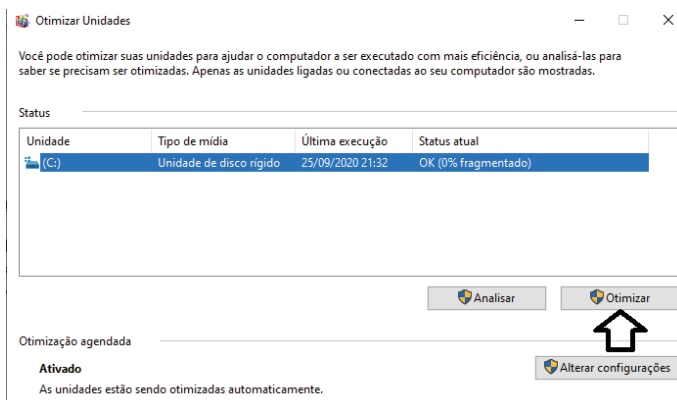 Otimizar Unidades
Você pode otimizar suas unidades para ajudar o computador a ser executado com mais eficiência, ou analisá-las para
saber se precisam ser otimizadas. Apenas as unidades ligadas ou conectadas ao seu computador são mostradas.
Status
Unidade Tipo de mídia Última execução Status atual
(C:) Unidade de disco rígido 25/09/2020 21:32 OK (0% fragmentado)
Analisar Otimizar
Otimização agendada
Ativado Alterar configurações
As unidades estão sendo otimizadas automaticamente.